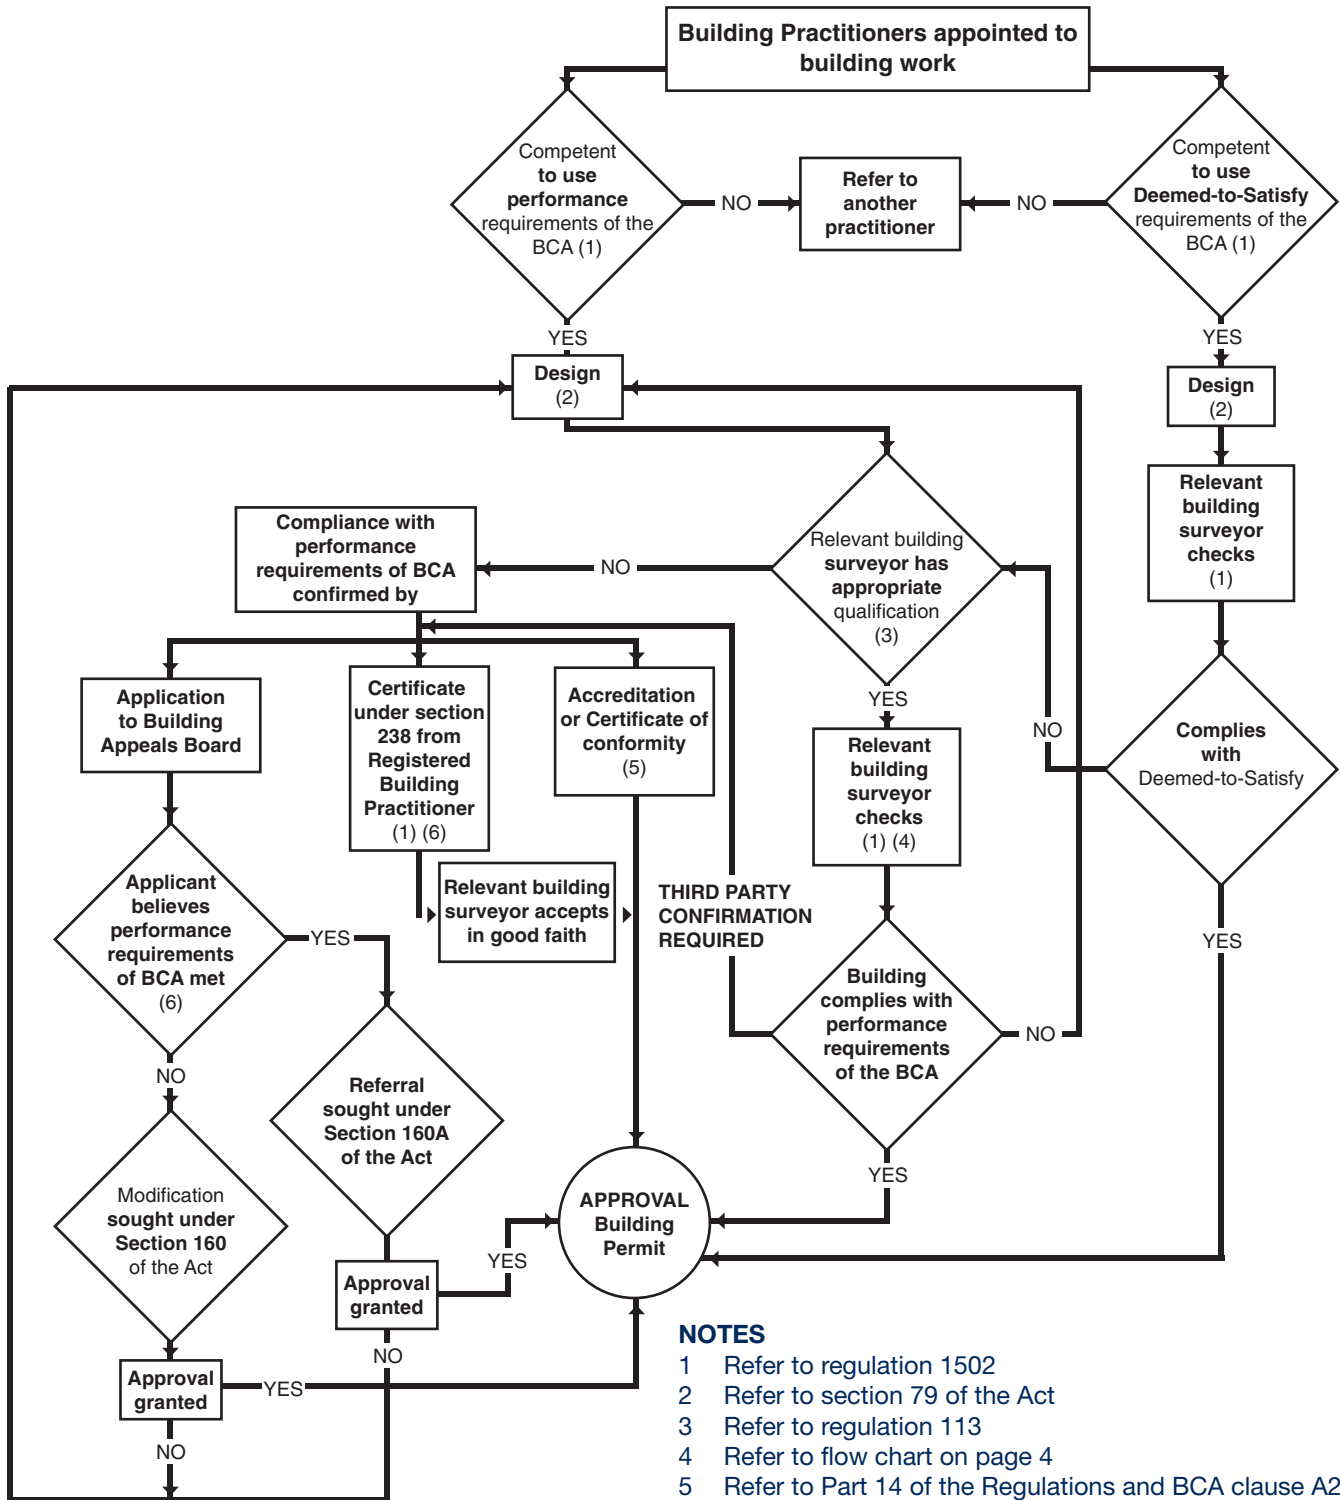 Building Practitioners appointed to
building work
Competent
to use
performance
requirements of the
BCA (1)
NO
Refer to
another
practitioner
NO
Competent
to use
Deemed-to-Satisfy
requirements of the
BCA (1)
YES
YES
Design
(2)
Design
(2)
Relevant
building
surveyor
checks
(1)
Compliance with
performance
requirements of BCA
confirmed by
NO
Relevant building
surveyor has
appropriate
qualification
(3)
Application
to Building
Appeals Board
Certificate
under section
238 from
Registered
Building
Practitioner
(1) (6)
Accreditation
or Certificate of
conformity
(5)
YES
Relevant
building
surveyor
checks
(1) (4)
NO
Complies
with
Deemed-to-Satisfy
Applicant
believes
performance
requirements
of BCA met
(6)
YES
Relevant building
surveyor accepts
in good faith
THIRD PARTY
CONFIRMATION
REQUIRED
YES
Building
complies with
performance
requirements
of the BCA
NO
NO
Referral
sought under
Section 160A
of the Act
YES
Modification
sought under
Section 160
of the Act
APPROVAL
Building
Permit
YES
Approval
granted
NO
Approval
granted
YES
NO
NOTES
1 Refer to regulation 1502
2 Refer to section 79 of the Act
3 Refer to regulation 113
4 Refer to flow chart on page 4
5 Refer to Part 14 of the Regulations and BCA clause A2